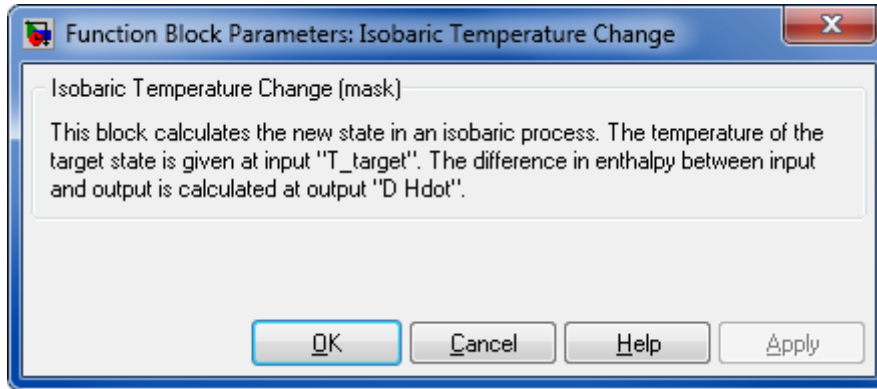 Function Block Parameters: Isobaric Temperature Change
Isobaric Temperature Change (mask)
This block calculates the new state in an isobaric process. The temperature of the
target state is given at input "T_target". The difference in enthalpy between input
and output is calculated at output "D Hdot".
OK Cancel Help Apply